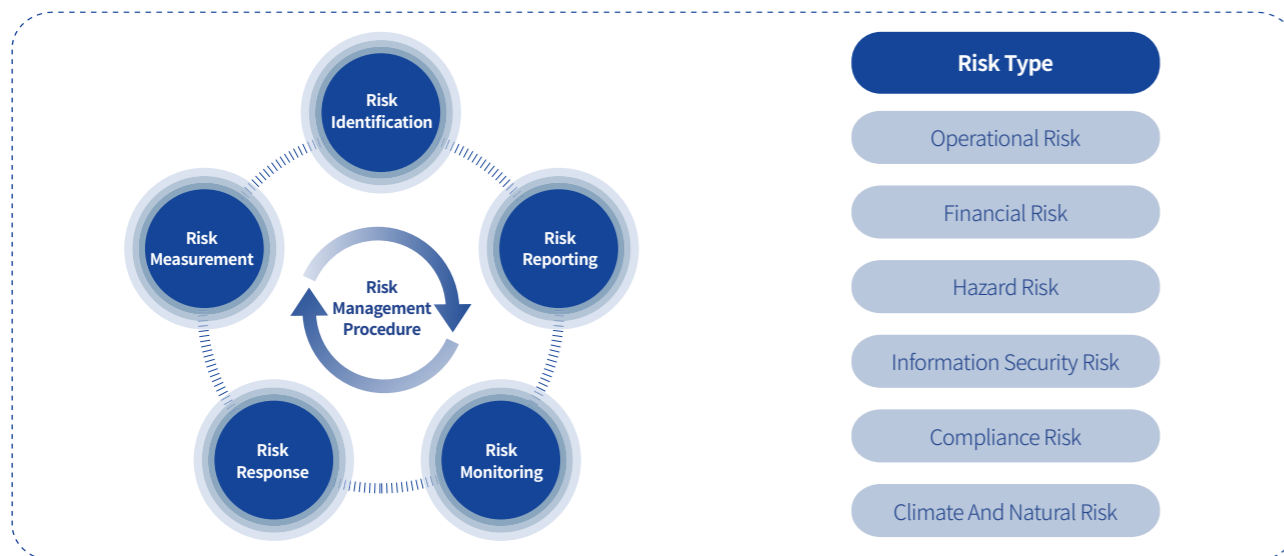 Risk
Identification
Risk
Reporting
Risk
Monitoring
Risk
Response
Risk
Measurement
Risk
Management
Procedure
Risk Type
Operational Risk
Financial Risk
Hazard Risk
Information Security Risk
Compliance Risk
Climate And Natural Risk